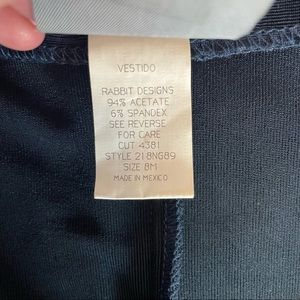 VESTIDO
RABBIT DESIGNS
94% ACETATE
6% SPANDEX
SEE REVERSE
FOR CARE
CUT 4381
STYLE 218NG89
SIZE 8M
MADE IN MEXICO